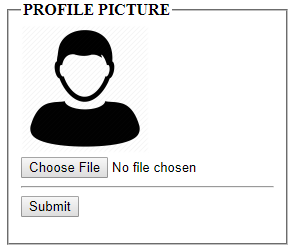 PROFILE PICTURE
Choose File No file chosen
Submit